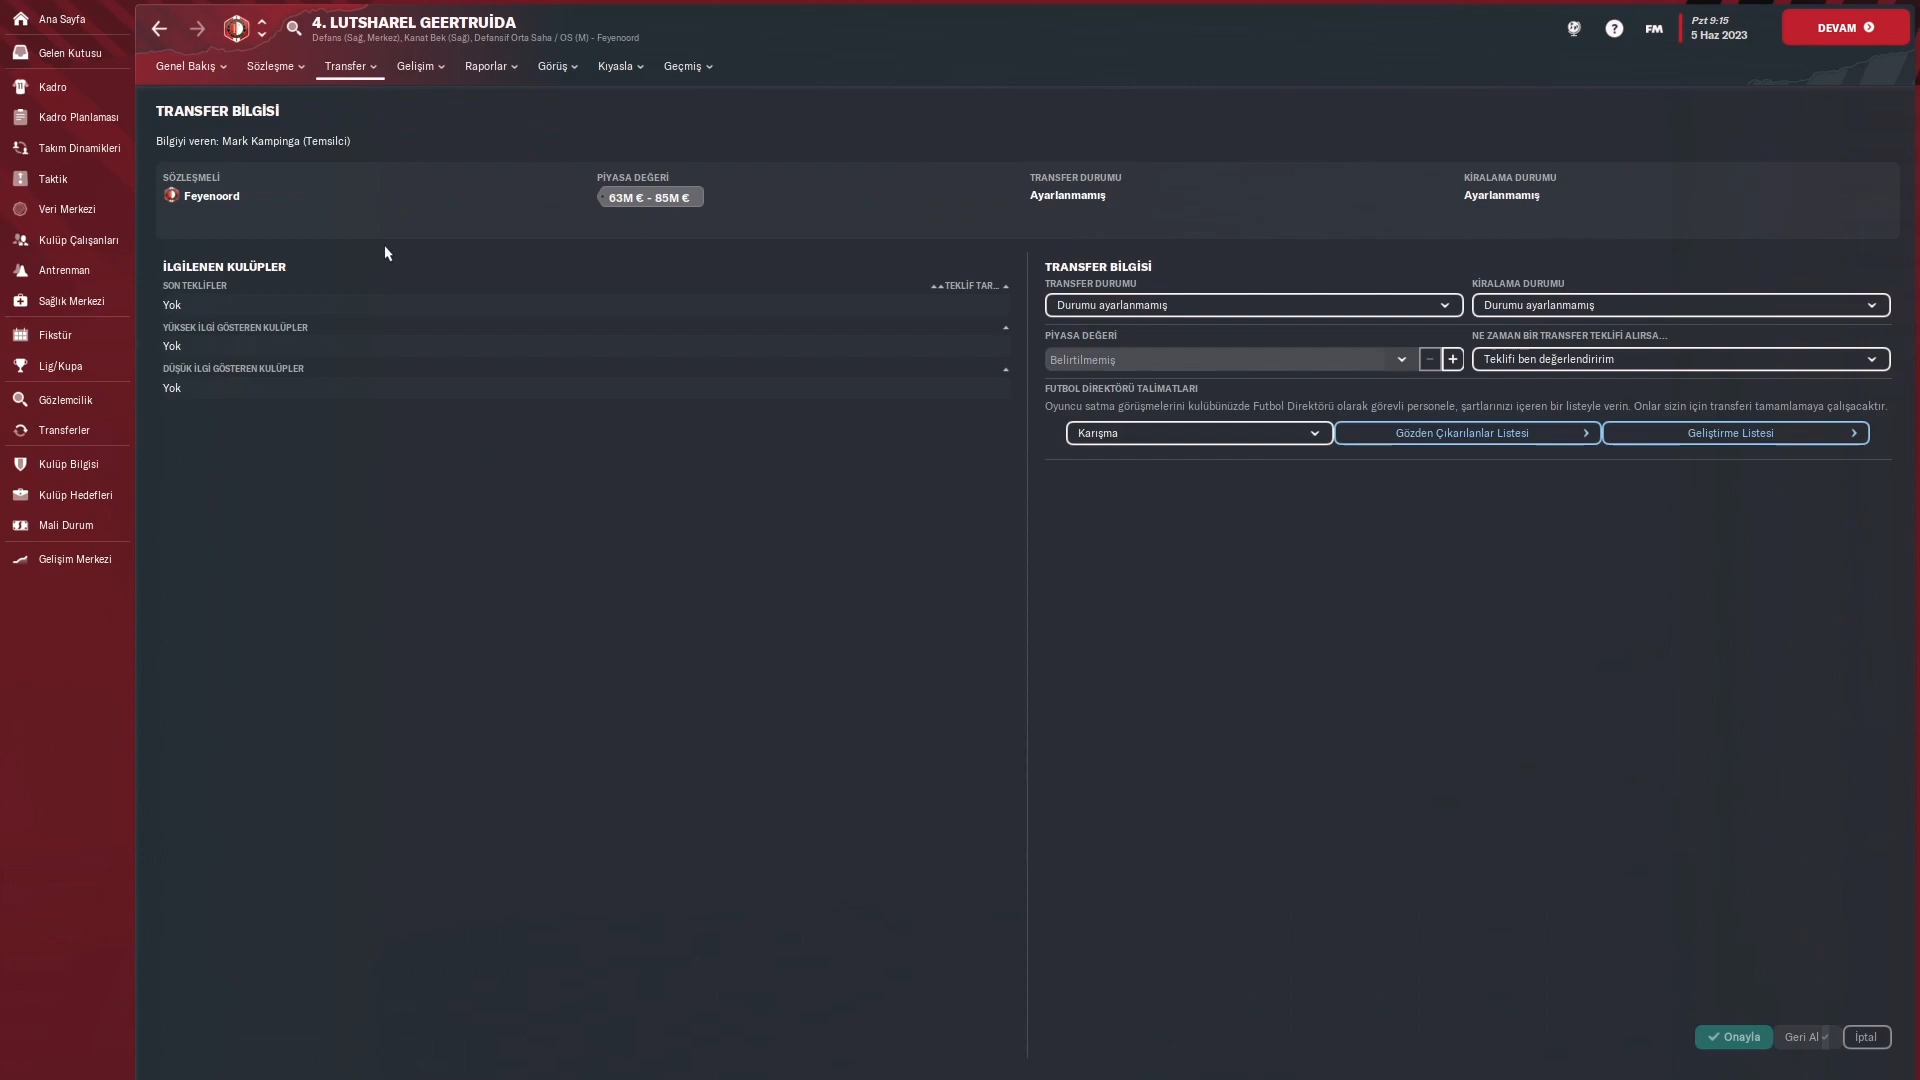 Ana Sayfa
Gelen Kutusu
Kadro
Kadro Planlaması
Takım Dinamikleri
Taktik
Veri Merkezi
Kulüp Çalışanları
Antrenman
Sağlık Merkezi
Fikstür
Lig/Kupa
Gözlemcilik
Transferler
Kulüp Bilgisi
Kulüp Hedefleri
Mali Durum
Gelişim Merkezi
4. LUTSHAREL GEERTRUİDA
Defans (Sağ, Merkez), Kanat Bek (Sağ), Defansif Orta Saha / OS (M) - Feyenoord
FM
Pzt 9:15
5 Haz 2023
DEVAM
Genel Bakış Sözleşme Transfer Gelişim Raporlar Görüş Kıyasla Geçmiş
TRANSFER BİLGİSİ
Bilgiyi veren: Mark Kampinga (Temsilci)
SÖZLEŞMELİ PİYASA DEĞERİ TRANSFER DURUMU KİRALAMA DURUMU
Feyenoord 63M € - 85M € Ayarlanmamış Ayarlanmamış
İLGİLENEN KULÜPLER
SON TEKLİFLER TEKLİF TAR...
Yok
YÜKSEK İLGİ GÖSTEREN KULÜPLER
Yok
DÜŞÜK İLGİ GÖSTEREN KULÜPLER
Yok
TRANSFER BİLGİSİ
TRANSFER DURUMU KİRALAMA DURUMU
Durumu ayarlanmamış Durumu ayarlanmamış
PİYASA DEĞERİ NE ZAMAN BİR TRANSFER TEKLİFİ ALIRSA...
Belirtilmemiş - + Teklifi ben değerlendiririm
FUTBOL DİREKTÖRÜ TALİMATLARI
Oyuncu satma görüşmelerini kulübünüzde Futbol Direktörü olarak görevli personele, şartlarınızı içeren bir listeyle verin. Onlar sizin için transferi tamamlamaya çalışacaktır.
Karışma Gözden Çıkarılanlar Listesi Geliştirme Listesi
Onayla Geri Al İptal